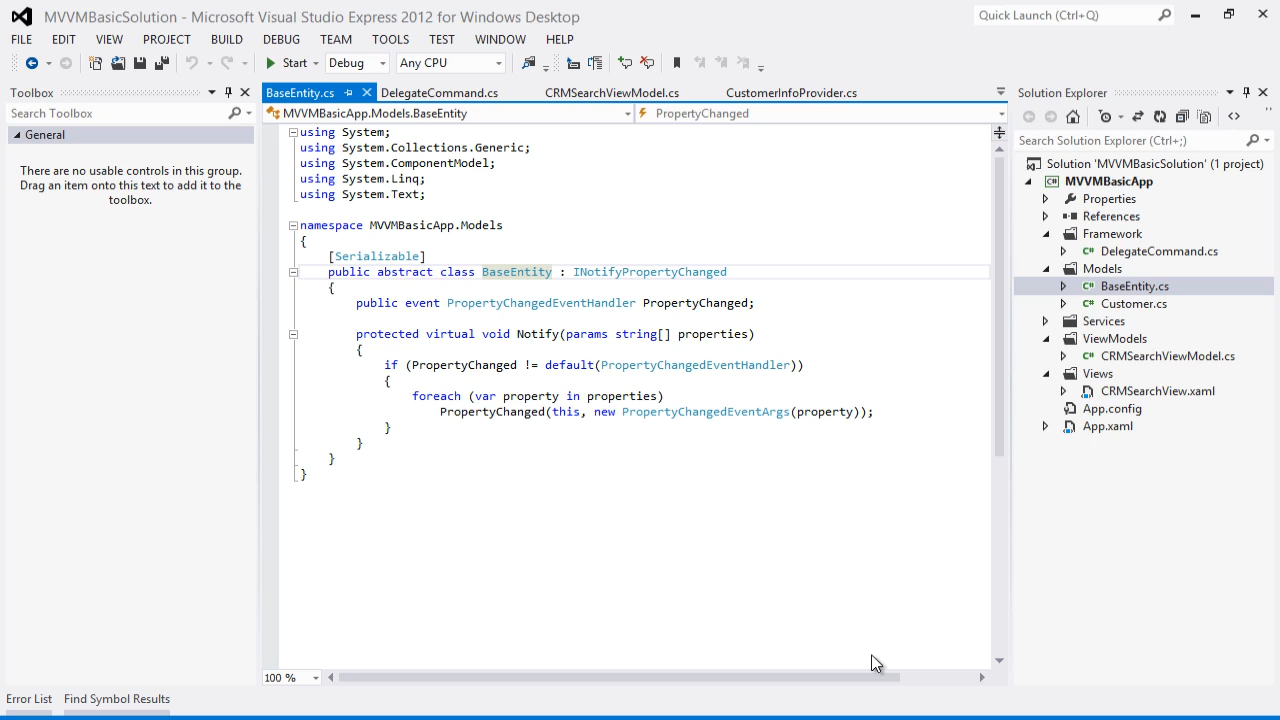 MVVMBasicSolution - Microsoft Visual Studio Express 2012 for Windows Desktop
Quick Launch (Ctrl+Q)
FILE EDIT VIEW PROJECT BUILD DEBUG TEAM TOOLS TEST WINDOW HELP
Start Debug Any CPU
Toolbox
Search Toolbox
General
There are no usable controls in this group.
Drag an item onto this text to add it to the
toolbox.
BaseEntity.cs DelegateCommand.cs CRMSearchViewModel.cs CustomerInfoProvider.cs
MVVMBasicApp.Models.BaseEntity PropertyChanged
using System;
using System.Collections.Generic;
using System.ComponentModel;
using System.Linq;
using System.Text;
namespace MVVMBasicApp.Models
{
[Serializable]
public abstract class BaseEntity : INotifyPropertyChanged
{
public event PropertyChangedEventHandler PropertyChanged;
protected virtual void Notify(params string[] properties)
{
if (PropertyChanged != default(PropertyChangedEventHandler))
{
foreach (var property in properties)
PropertyChanged(this, new PropertyChangedEventArgs(property));
}
}
}
}
100 %
Solution Explorer
Search Solution Explorer (Ctrl+;)
Solution 'MVVMBasicSolution' (1 project)
C# MVVMBasicApp
Properties
References
Framework
C# DelegateCommand.cs
Models
C# BaseEntity.cs
C# Customer.cs
Services
ViewModels
C# CRMSearchViewModel.cs
Views
CRMSearchView.xaml
App.config
App.xaml
Error List Find Symbol Results